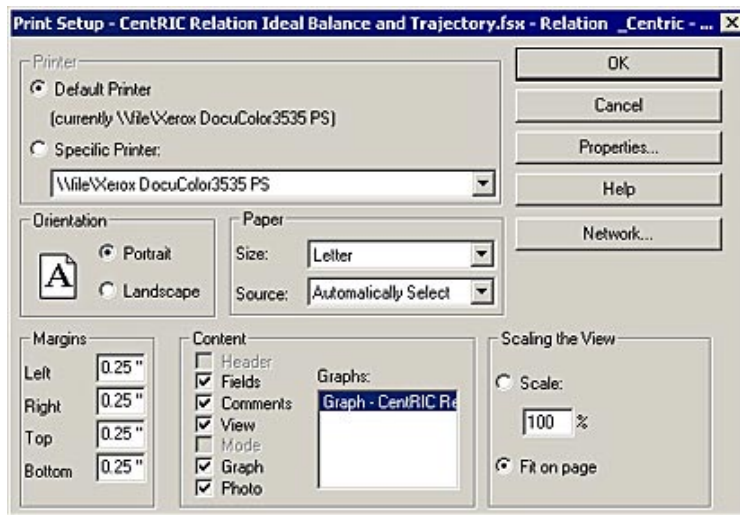 Print Setup - CentRIC Relation Ideal Balance and Trajectory.fsx - Relation _Centric - ...
Printer
Default Printer
(currently \\file\Xerox DocuColor3535 PS)
Specific Printer:
\\file\Xerox DocuColor3535 PS
OK
Cancel
Properties...
Help
Network...
Orientation
A
Portrait
Landscape
Paper
Size: Letter
Source: Automatically Select
Margins
Left 0.25 "
Right 0.25 "
Top 0.25 "
Bottom 0.25 "
Content
Header
Fields
Comments
View
Mode
Graph
Photo
Graphs:
Graph - CentRIC Re
Scaling the View
Scale:
100 %
Fit on page